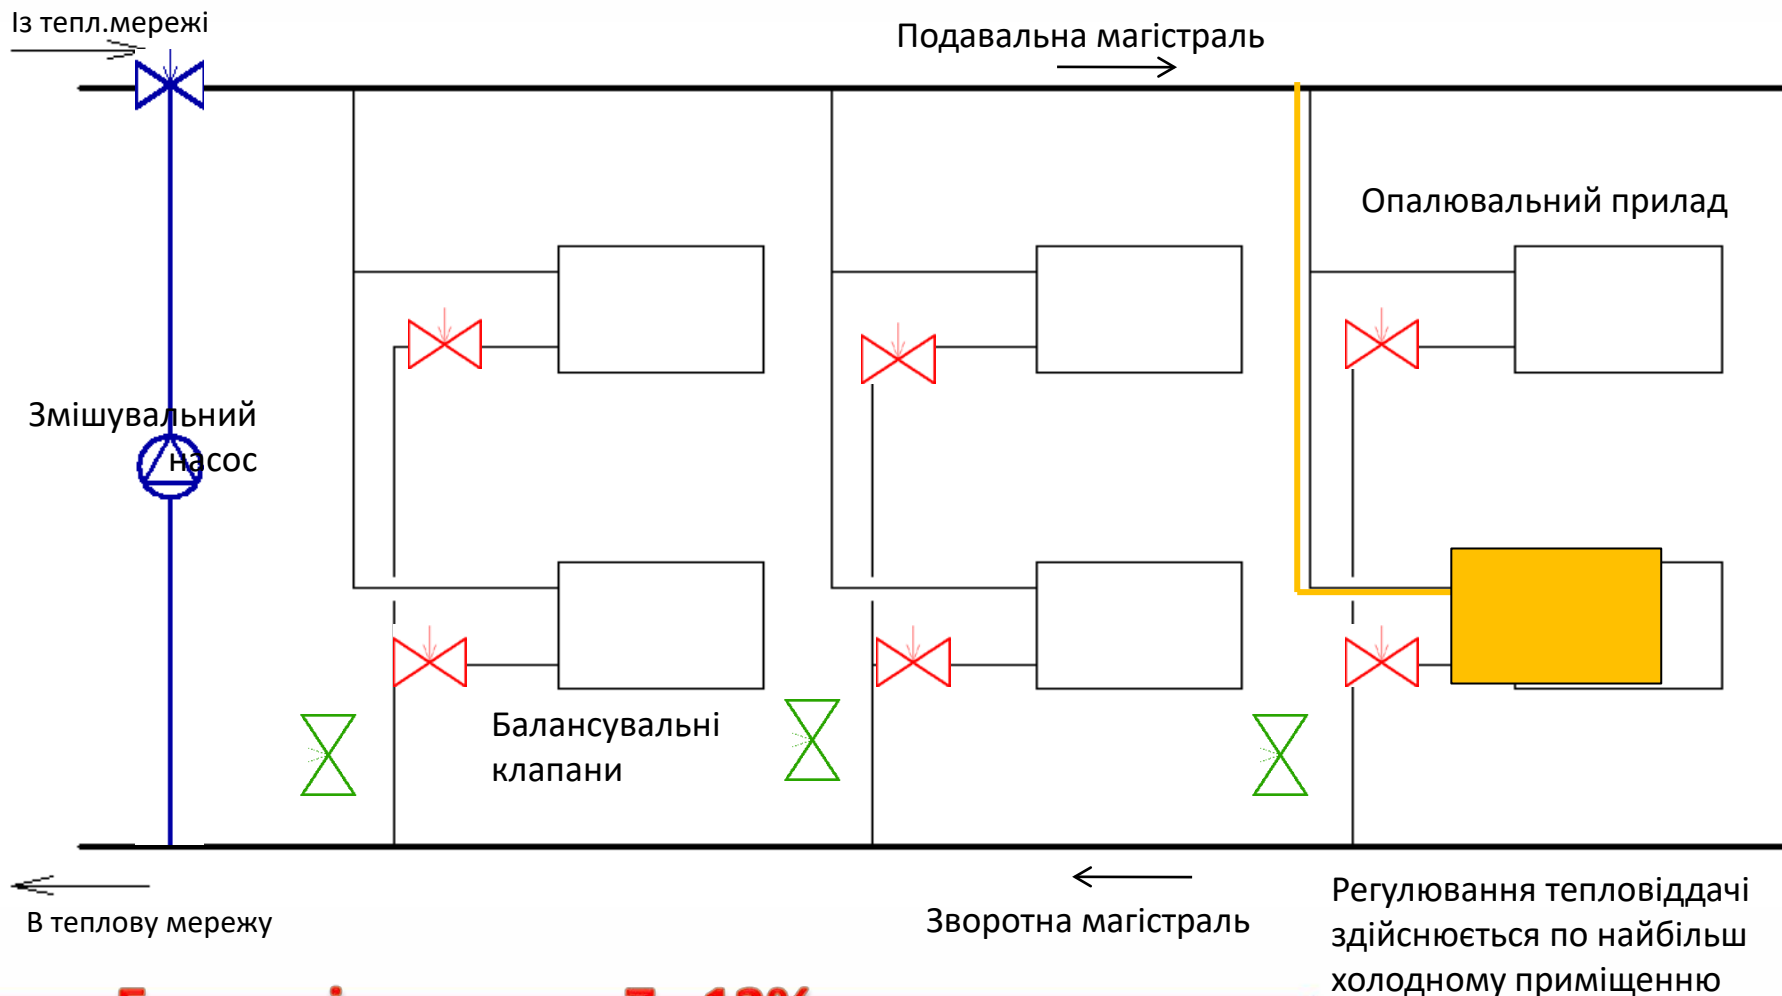 Із тепл.мережі
Подавальна магістраль
Опалювальний прилад
Змішувальний
насос
Балансувальні
клапани
В теплову мережу
Зворотна магістраль
Регулювання тепловіддачі
здійснюється по найбільш
холодному приміщенню